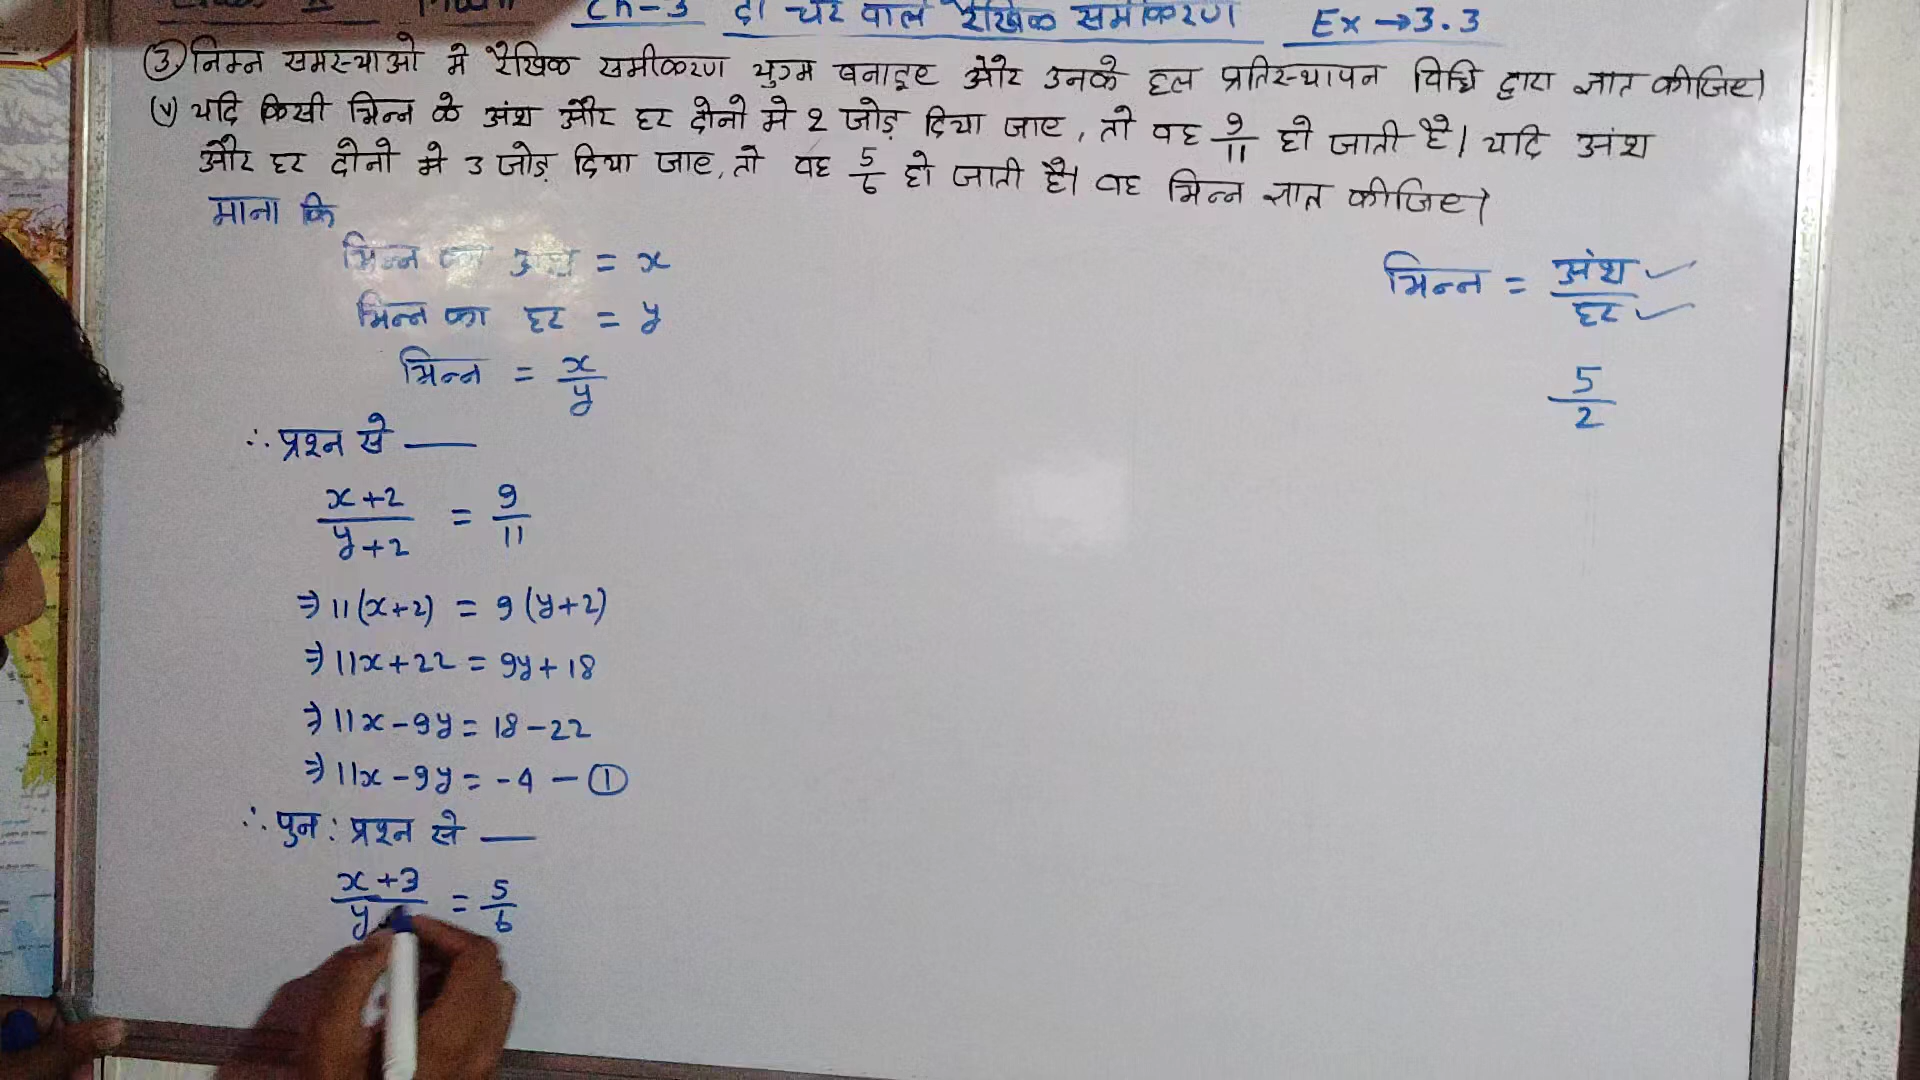 Ch-3 दो चर वाले रैखिक समीकरण Ex→3.3
③ निम्न समस्याओ मे रैखिक समीकरण युग्म बनाइए और उनके हल प्रतिस्थापन विधि द्वारा ज्ञात कीजिए।
(v) यदि किसी भिन्न के अंश और हर दोनो मे 2 जोड़ दिया जाए, तो वह 9/11 हो जाती है। यदि अंश
और हर दोनो मे 3 जोड़ दिया जाए, तो वह 5/6 हो जाती है। वह भिन्न ज्ञात कीजिए।
माना कि
भिन्न का अंश = x
भिन्न का हर = y
भिन्न = x/y
∴ प्रश्न से —
(x+2)/(y+2) = 9/11
⇒ 11(x+2) = 9(y+2)
⇒ 11x+22 = 9y+18
⇒ 11x-9y = 18-22
⇒ 11x-9y = -4 — ①
∴ पुन: प्रश्न से —
x+3/y = 5/6
भिन्न = अंश/हर
5/2